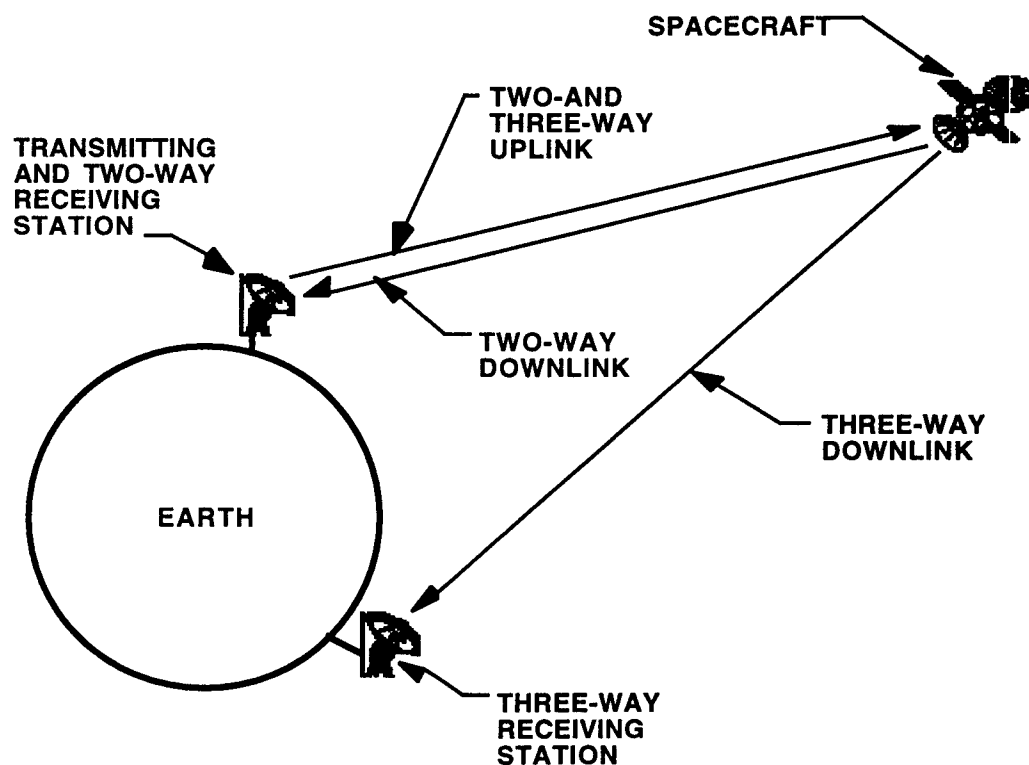 SPACECRAFT
TWO-AND
THREE-WAY
UPLINK
TRANSMITTING
AND TWO-WAY
RECEIVING
STATION
TWO-WAY
DOWNLINK
THREE-WAY
DOWNLINK
EARTH
THREE-WAY
RECEIVING
STATION